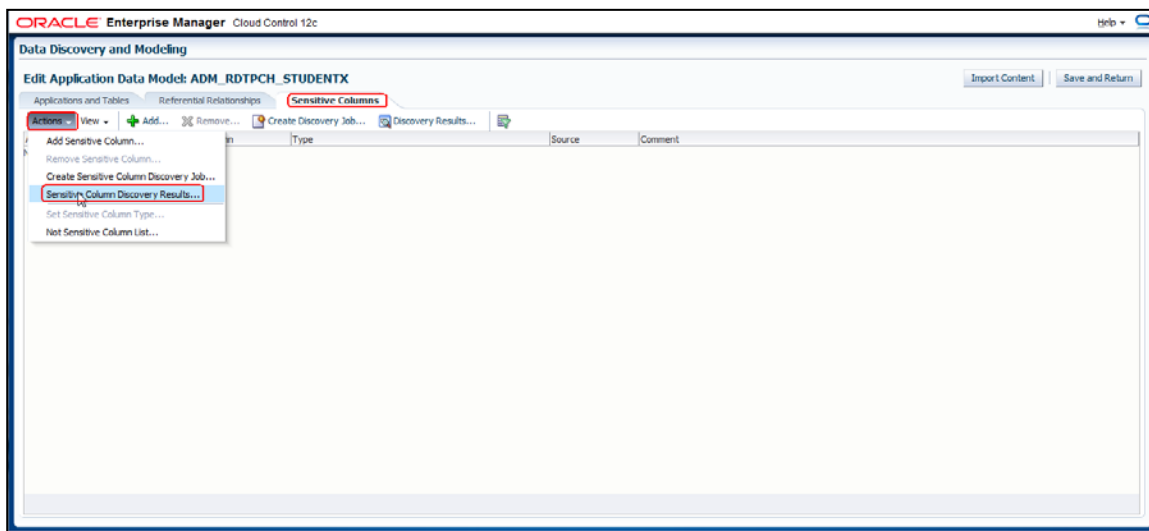 ORACLE Enterprise Manager Cloud Control 12c
Help
Data Discovery and Modeling
Edit Application Data Model: ADM_RDTPCH_STUDENTX
Import Content
Save and Return
Applications and Tables
Referential Relationships
Sensitive Columns
Actions View Add... Remove... Create Discovery Job... Discovery Results...
Type
Source
Comment
Add Sensitive Column...
Remove Sensitive Column...
Create Sensitive Column Discovery Job...
Sensitive Column Discovery Results...
Set Sensitive Column Type...
Not Sensitive Column List...